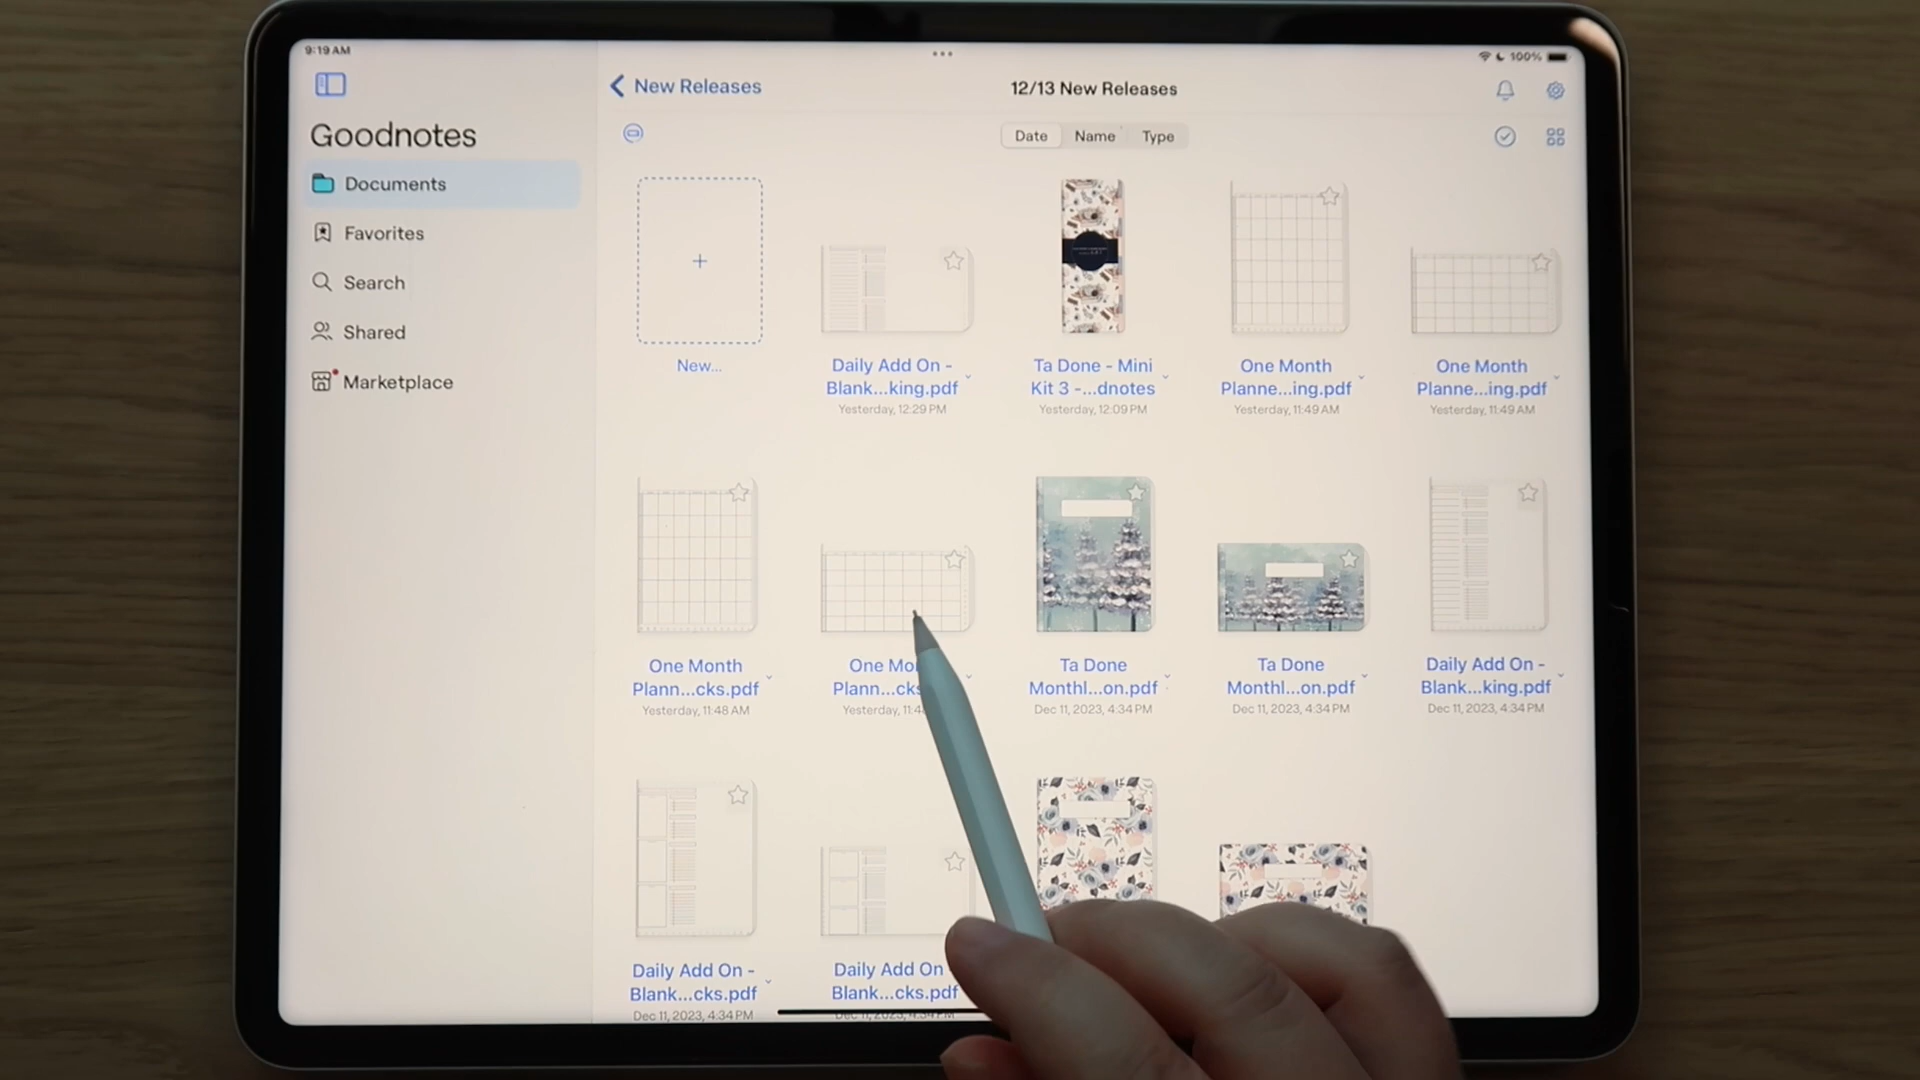 9:19 AM
100%
Goodnotes
Documents
Favorites
Search
Shared
Marketplace
New Releases
12/13 New Releases
Date Name Type
New...
Daily Add On -
Blank...king.pdf
Yesterday, 12:29 PM
Ta Done - Mini
Kit 3 -...dnotes
Yesterday, 12:09 PM
One Month
Planne...ing.pdf
Yesterday, 11:49 AM
One Month
Planne...ing.pdf
Yesterday, 11:49 AM
One Month
Plann...cks.pdf
Yesterday, 11:48 AM
One Mo
Plann...cks
Yesterday, 11:4
Ta Done
Monthl...on.pdf
Dec 11, 2023, 4:34 PM
Ta Done
Monthl...on.pdf
Dec 11, 2023, 4:34 PM
Daily Add On -
Blank...king.pdf
Dec 11, 2023, 4:34 PM
Daily Add On -
Blank...cks.pdf
Dec 11, 2023, 4:34 PM
Daily Add On
Blank...cks.pdf
Dec 11, 2023, 4:34 PM